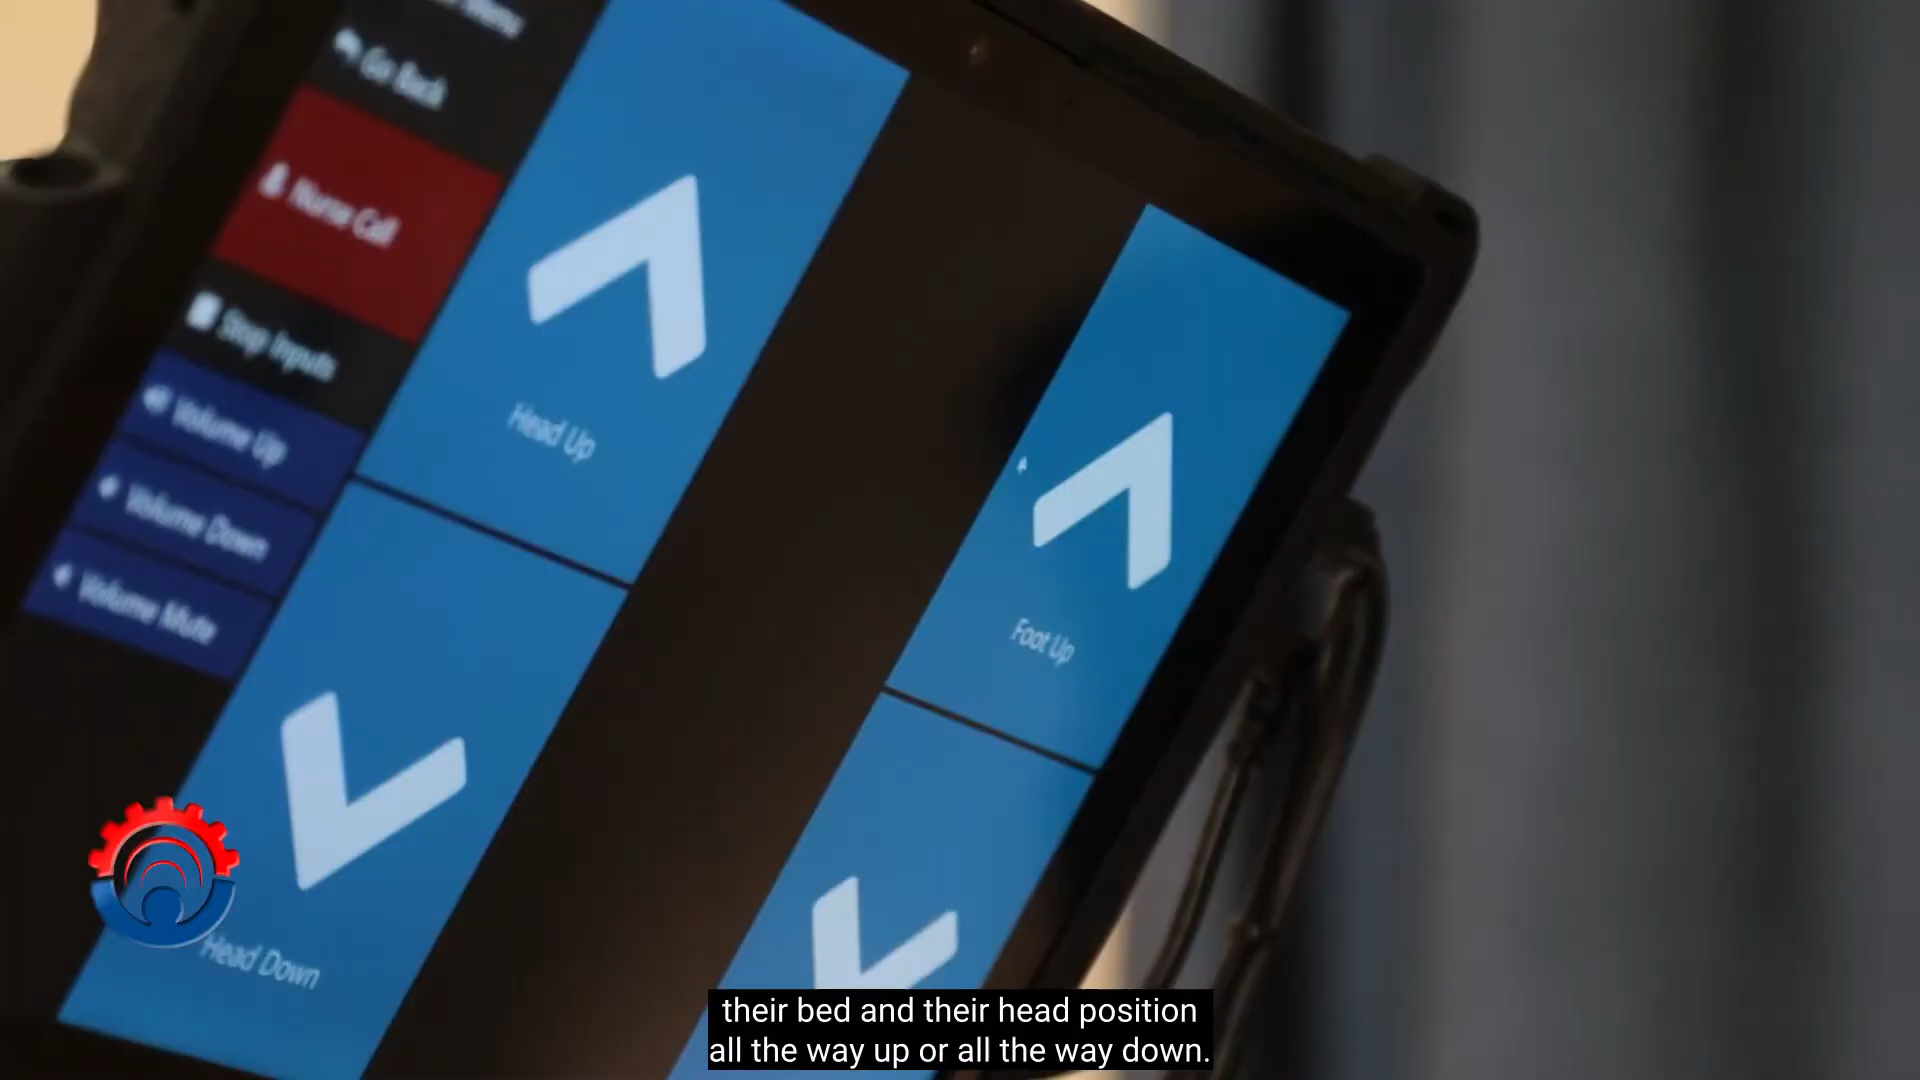 Menu
Go Back
Nurse Call
Stop Inputs
Volume Up
Volume Down
Volume Mute
Head Up
Head Down
Foot Up
their bed and their head position
all the way up or all the way down.